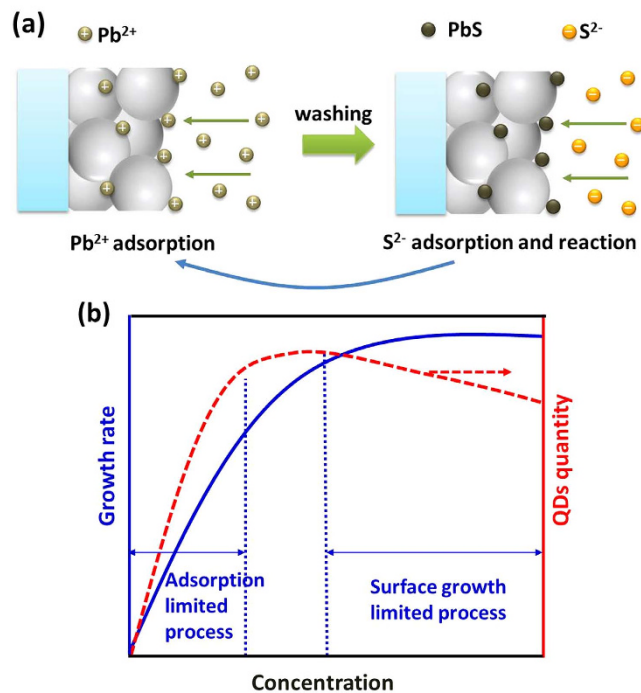 (a)
Pb²⁺
PbS
S²⁻
washing
Pb²⁺ adsorption
S²⁻ adsorption and reaction
(b)
Growth rate
QDs quantity
Adsorption
limited
process
Surface growth
limited process
Concentration